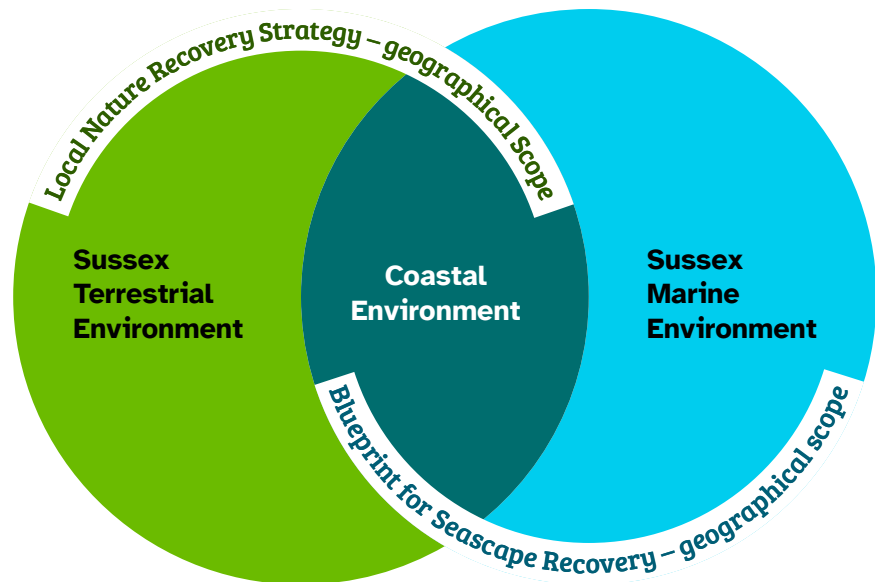 Local Nature Recovery Strategy – geographical Scope
Sussex
Terrestrial
Environment
Coastal
Environment
Sussex
Marine
Environment
Blueprint for Seascape Recovery – geographical scope